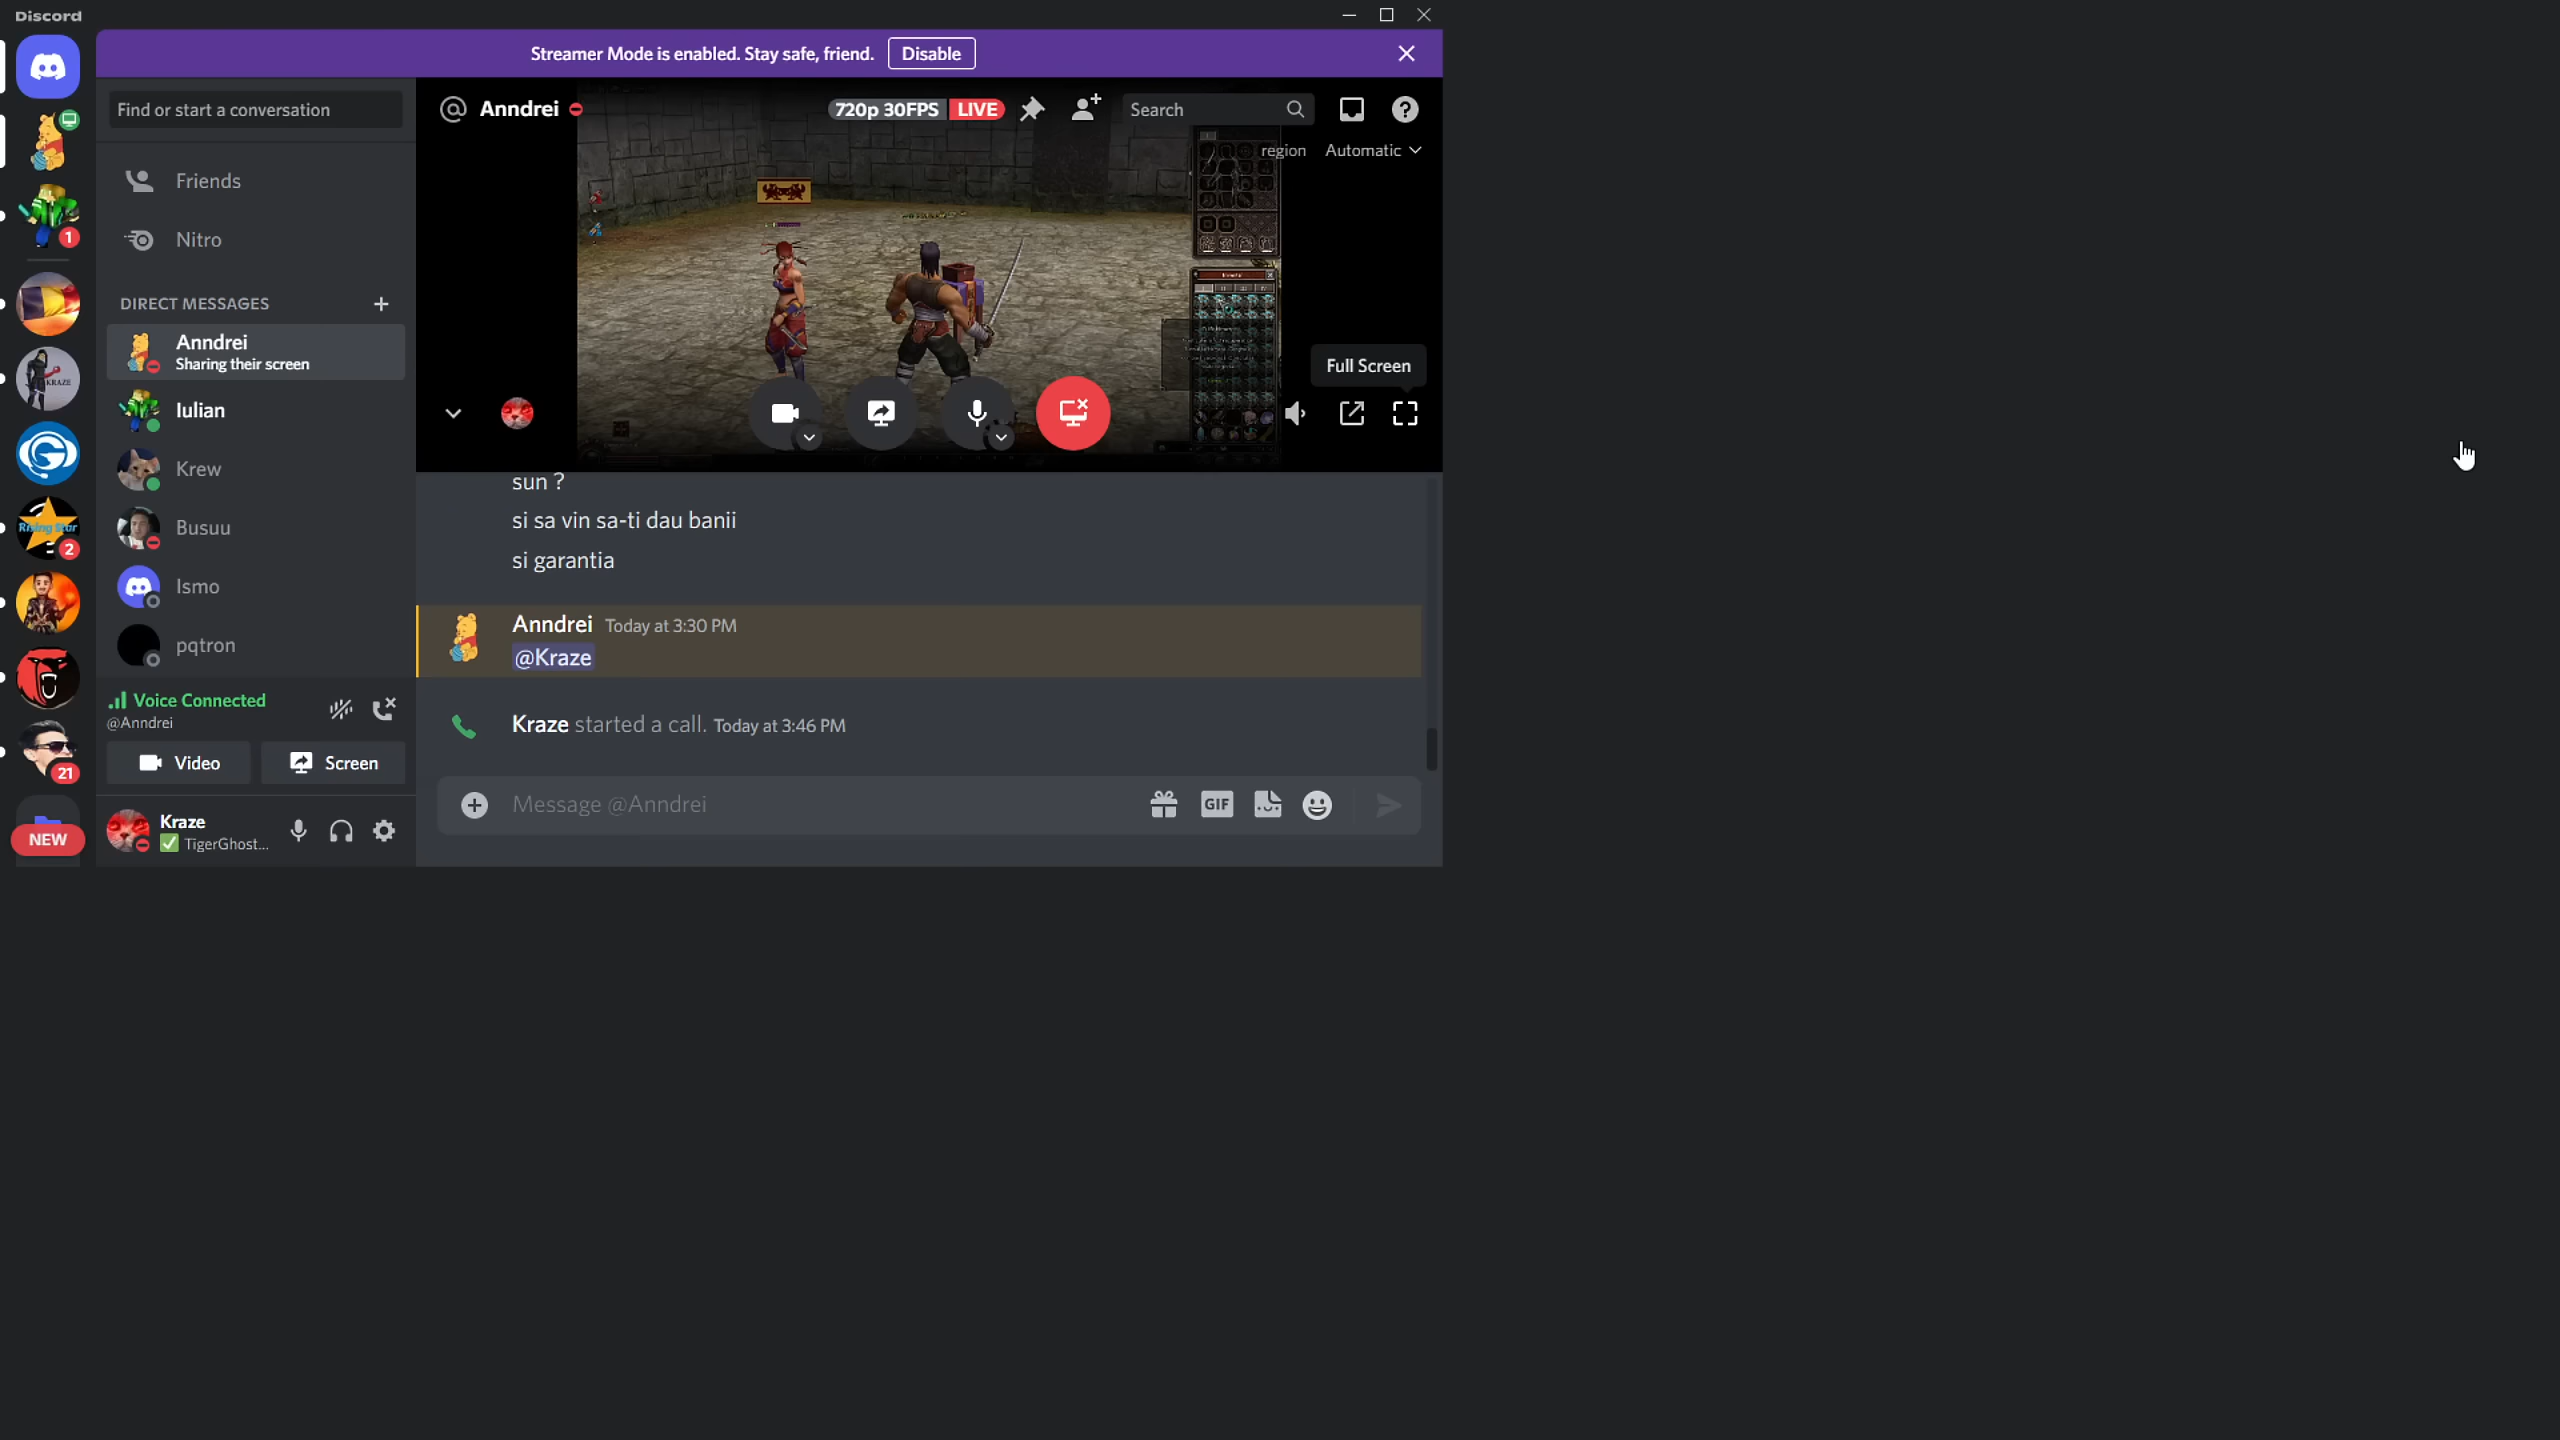 Discord
Streamer Mode is enabled. Stay safe, friend.
Disable
Find or start a conversation
Anndrei
720p 30FPS
LIVE
Search
region
Automatic
Friends
Nitro
DIRECT MESSAGES
Anndrei
Sharing their screen
Iulian
Krew
Busuu
Ismo
pqtron
1
KRAZE
Rising Star
2
21
NEW
Full Screen
sun ?
si sa vin sa-ti dau banii
si garantia
Anndrei Today at 3:30 PM
@Kraze
Kraze started a call. Today at 3:46 PM
Voice Connected
@Anndrei
Video
Screen
Kraze
TigerGhost...
Message @Anndrei
GIF